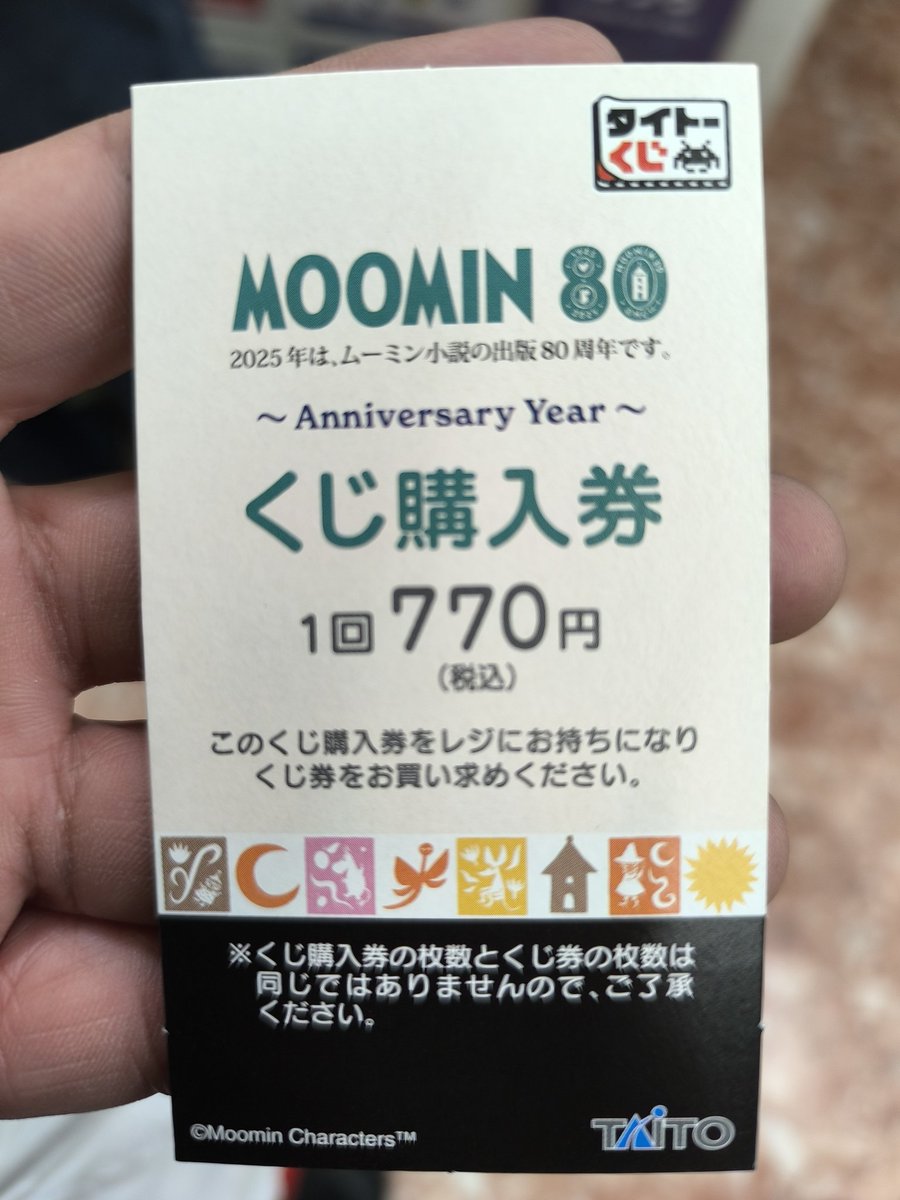 タイトー
くじ
MOOMIN 80
2025年は、ムーミン小説の出版80周年です。
～Anniversary Year～
くじ購入券
1回770円
(税込)
このくじ購入券をレジにお持ちになり
くじ券をお買い求めください。
※くじ購入券の枚数とくじ券の枚数は
同じではありませんので、ご了承
ください。
©Moomin Characters™
TAITO